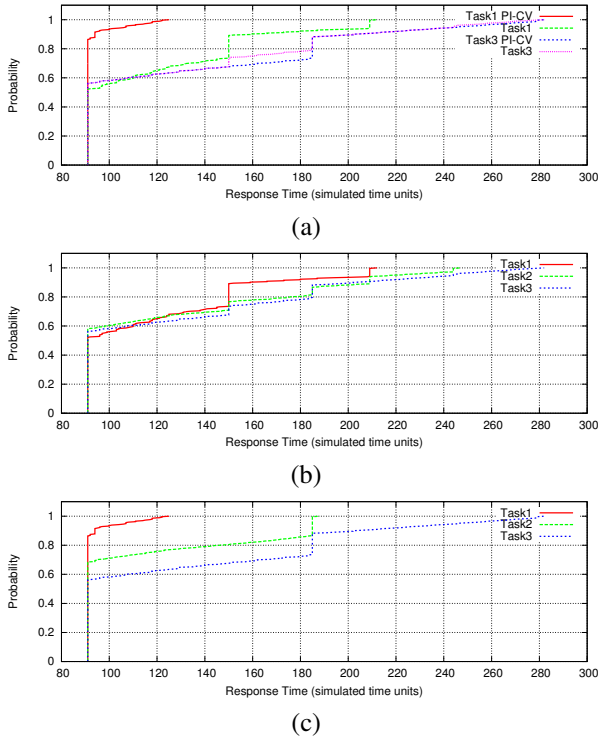 Probability
1
0.8
0.6
0.4
0.2
0
80 100 120 140 160 180 200 220 240 260 280 300
Response Time (simulated time units)
Task1 PI-CV
Task1
Task3 PI-CV
Task3
(a)
Probability
1
0.8
0.6
0.4
0.2
0
80 100 120 140 160 180 200 220 240 260 280 300
Response Time (simulated time units)
Task1
Task2
Task3
(b)
Probability
1
0.8
0.6
0.4
0.2
0
80 100 120 140 160 180 200 220 240 260 280 300
Response Time (simulated time units)
Task1
Task2
Task3
(c)